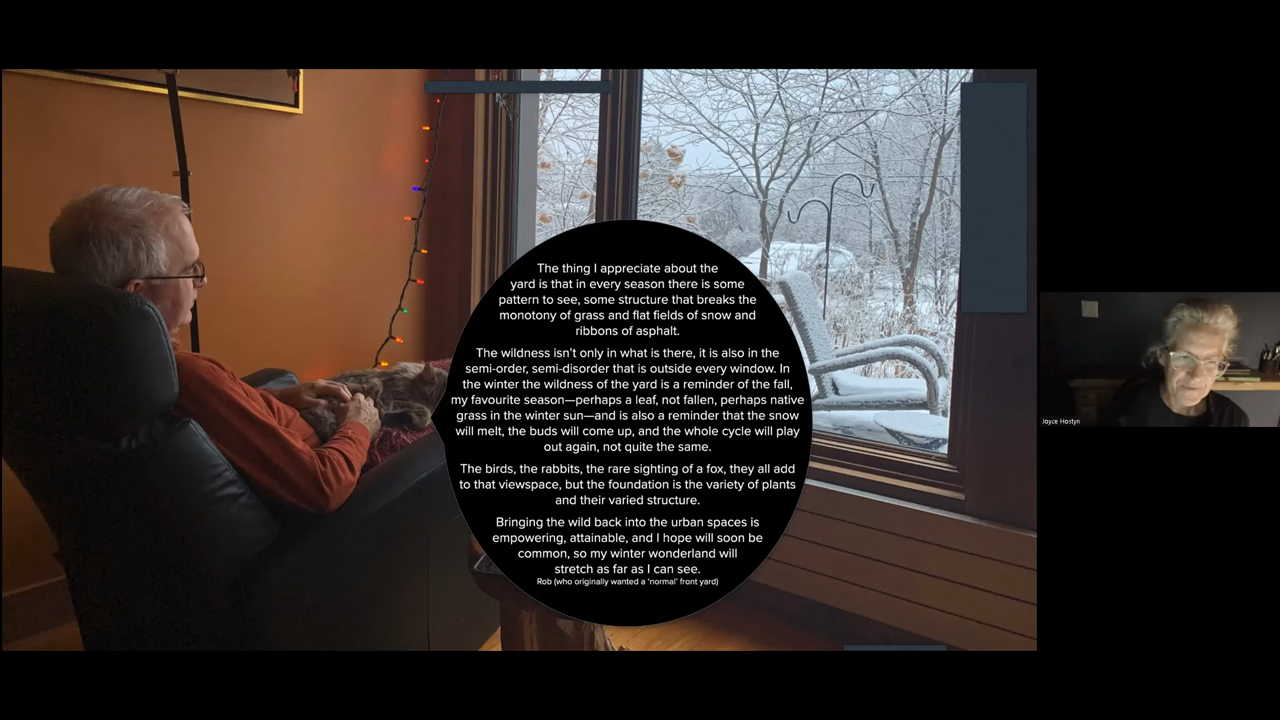 The thing I appreciate about the
yard is that in every season there is some
pattern to see, some structure that breaks the
monotony of grass and flat fields of snow and
ribbons of asphalt.
The wildness isn’t only in what is there, it is also in the
semi-order, semi-disorder that is outside every window. In
the winter the wildness of the yard is a reminder of the fall,
my favourite season—perhaps a leaf, not fallen, perhaps native
grass in the winter sun—and is also a reminder that the snow
will melt, the buds will come up, and the whole cycle will play
out again, not quite the same.
The birds, the rabbits, the rare sighting of a fox, they all add
to that viewspace, but the foundation is the variety of plants
and their varied structure.
Bringing the wild back into the urban spaces is
empowering, attainable, and I hope will soon be
common, so my winter wonderland will
stretch as far as I can see.
Rob (who originally wanted a ‘normal’ front yard)
Joyce Hostyn